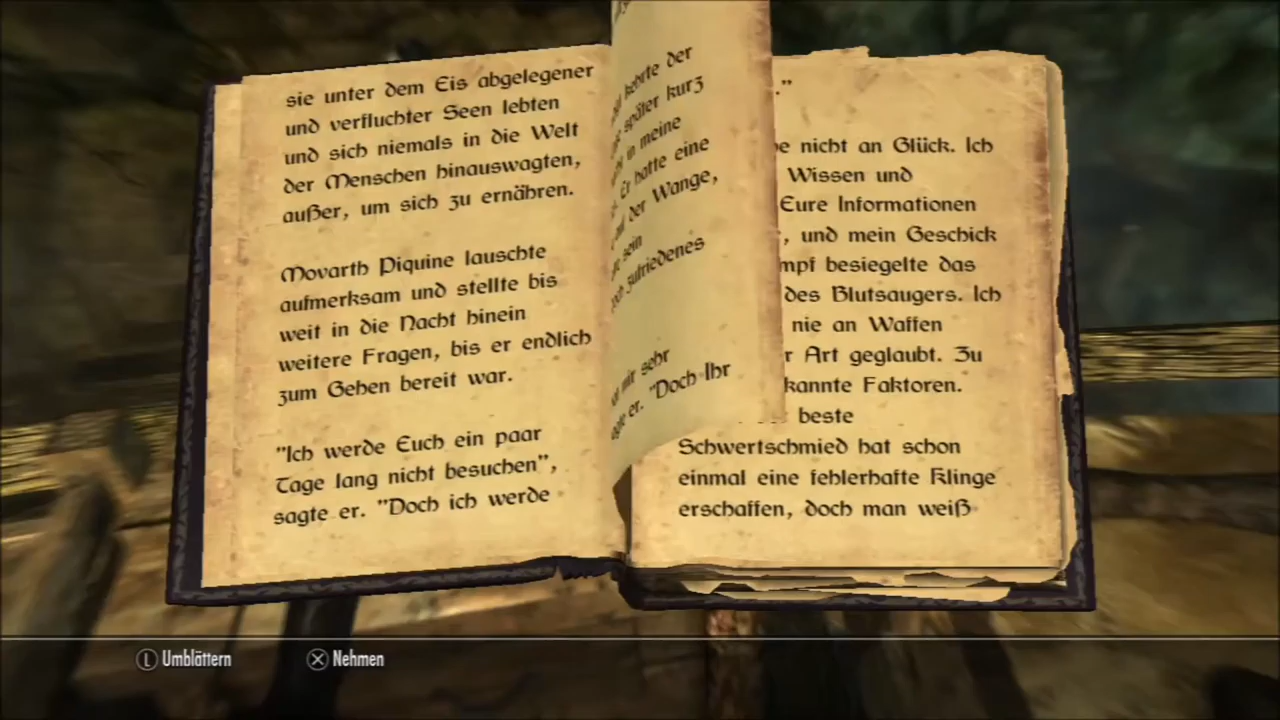 sie unter dem Eis abgelegener
und verfluchter Seen lebten
und sich niemals in die Welt
der Menschen hinauswagten,
außer, um sich zu ernähren.
Movarth Piquine lauschte
aufmerksam und stellte bis
weit in die Nacht hinein
weitere Fragen, bis er endlich
zum Gehen bereit war.
"Ich werde Euch ein paar
Tage lang nicht besuchen",
sagte er. "Doch ich werde
kehrte der
später kurz
in meine
Er hatte eine
der Wange,
sein
zufriedenes
mir sehr
er. "Doch Ihr
."
nicht an Glück. Ich
Wissen und
Eure Informationen
, und mein Geschick
besiegelte das
des Blutsaugers. Ich
nie an Waffen
Art geglaubt. Zu
Faktoren.
beste
Schwertschmied hat schon
einmal eine fehlerhafte Klinge
erschaffen, doch man weiß
L Umblättern
X Nehmen